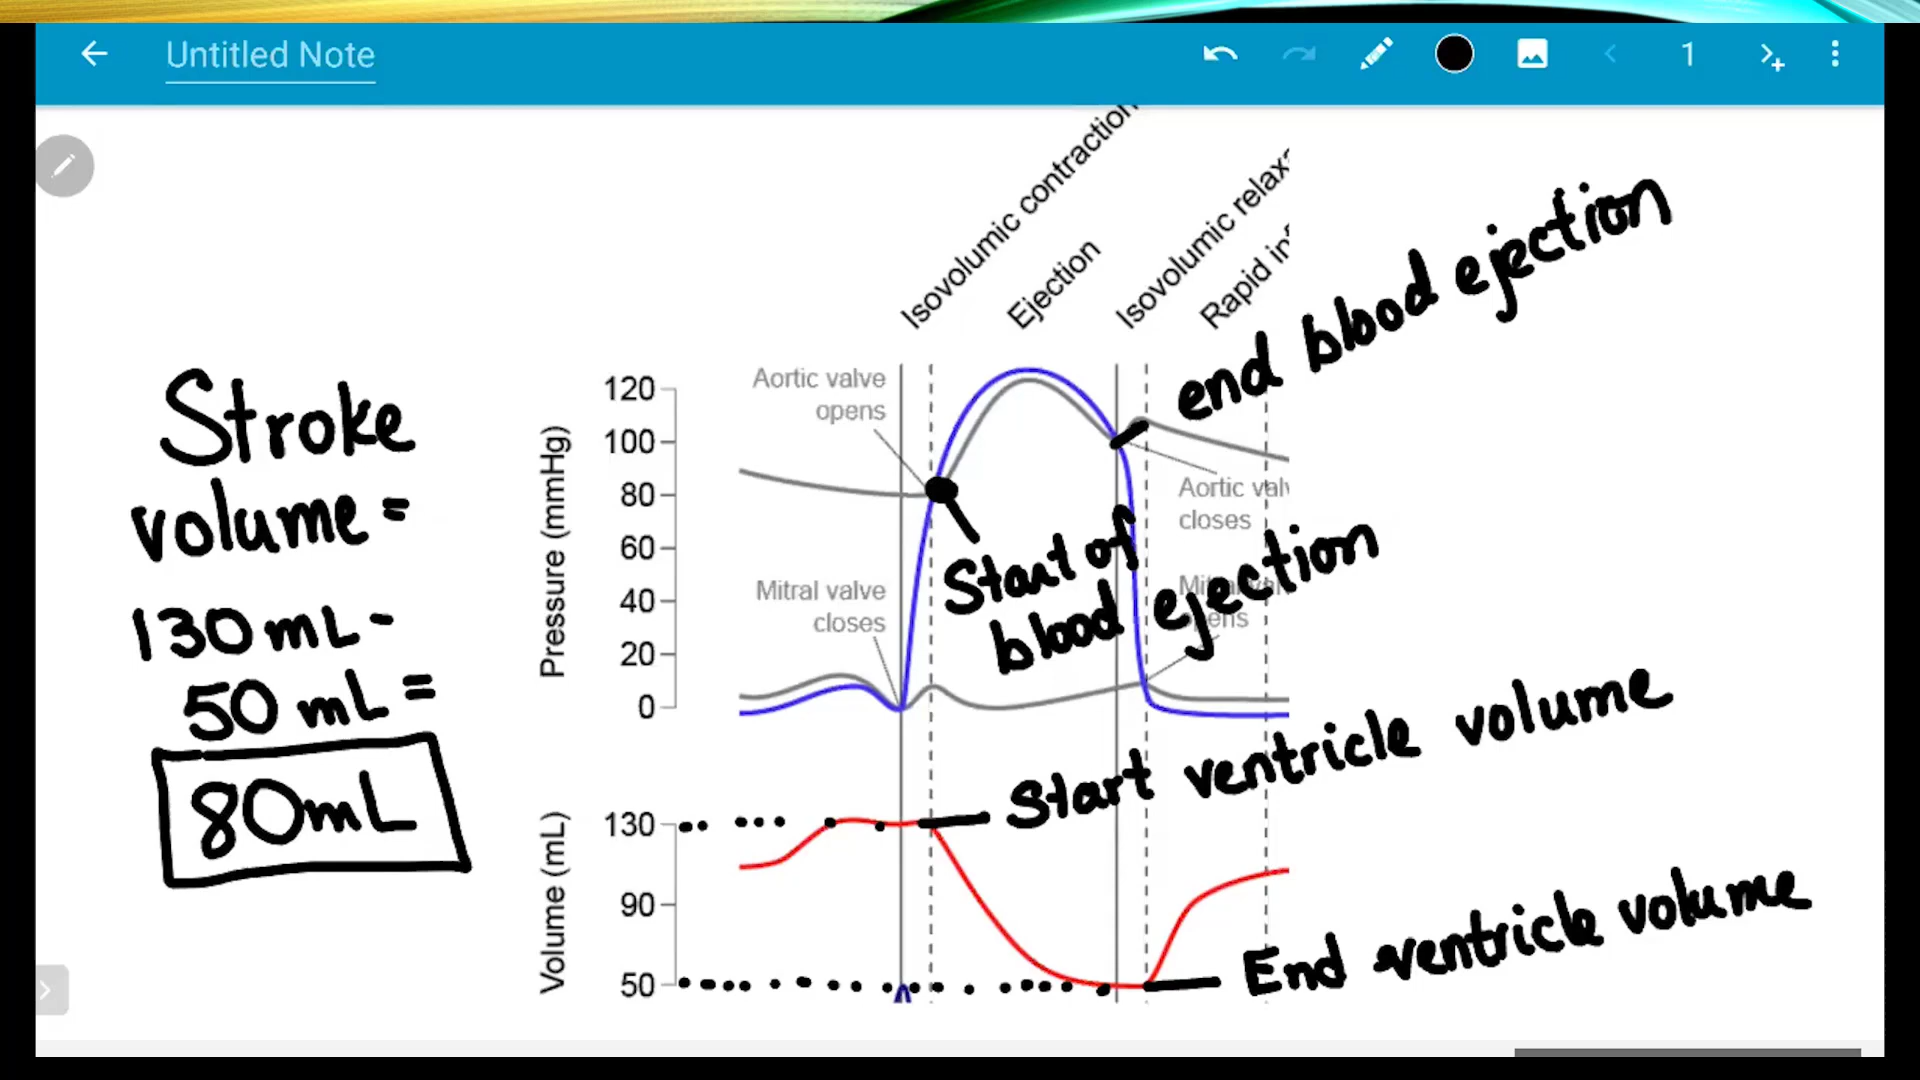 Untitled Note
1
Isovolumic contraction
Ejection
Isovolumic relax
Rapid in
end blood ejection
Stroke
volume =
130 mL -
50 mL =
80mL
Pressure (mmHg)
120
100
80
60
40
20
0
Aortic valve
opens
Mitral valve
closes
Aortic valv
closes
Start of
blood ejection
Start ventricle volume
Volume (mL)
130
90
50
End ventricle volume